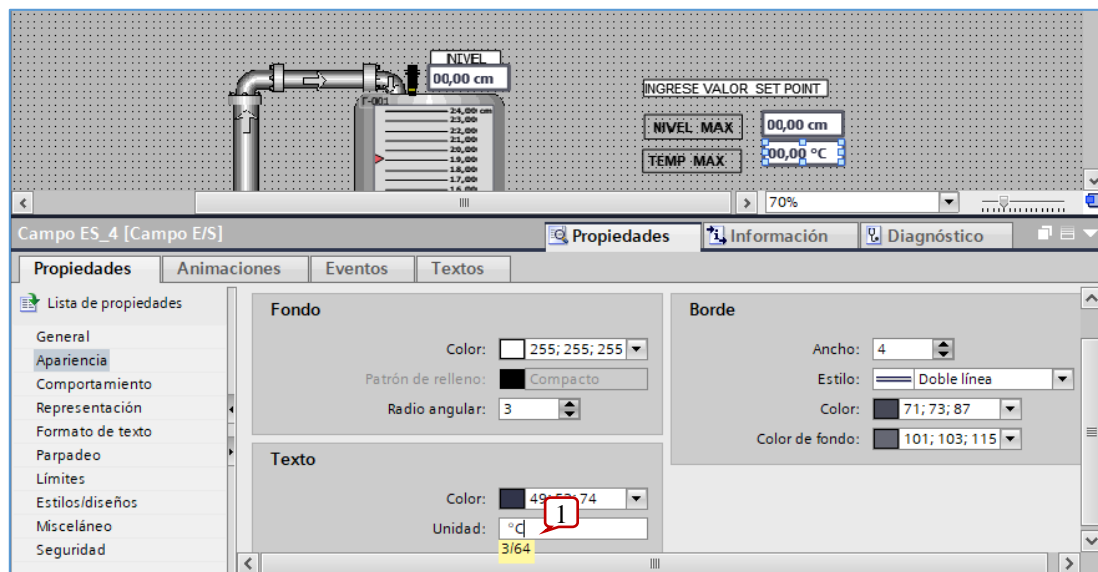 NIVEL
00,00 cm
T-001
24,00 cm
23,00
22,00
21,00
20,00
19,00
18,00
17,00
INGRESE VALOR SET POINT
NIVEL MAX
00,00 cm
TEMP MAX
00,00 °C
70%
Campo ES_4 [Campo E/S]
Propiedades
Información
Diagnóstico
Propiedades
Animaciones
Eventos
Textos
Lista de propiedades
General
Apariencia
Comportamiento
Representación
Formato de texto
Parpadeo
Límites
Estilos/diseños
Misceláneo
Seguridad
Fondo
Color: 255; 255; 255
Patrón de relleno: Compacto
Radio angular: 3
Texto
Color: 49; 52; 74
Unidad: °C
3/64
1
Borde
Ancho: 4
Estilo: Doble línea
Color: 71; 73; 87
Color de fondo: 101; 103; 115